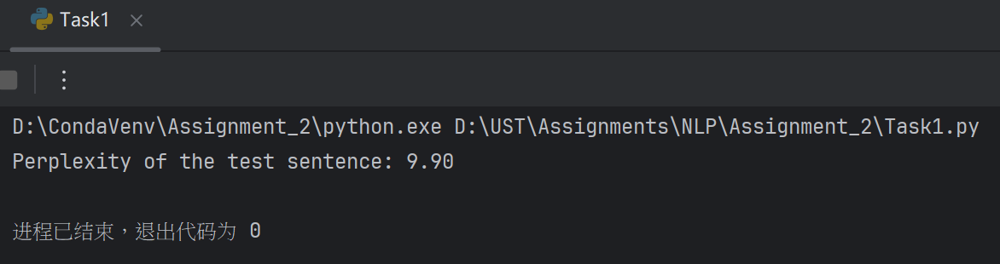 Task1
D:\CondaVenv\Assignment_2\python.exe D:\UST\Assignments\NLP\Assignment_2\Task1.py
Perplexity of the test sentence: 9.90
进程已结束，退出代码为 0